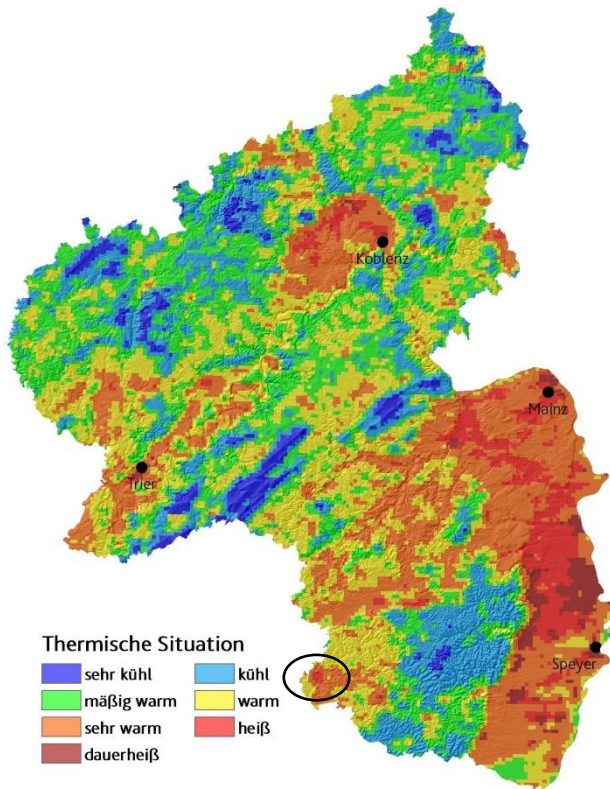 Koblenz
Mainz
Trier
Speyer
Thermische Situation
sehr kühl
kühl
mäßig warm
warm
sehr warm
heiß
dauerheiß